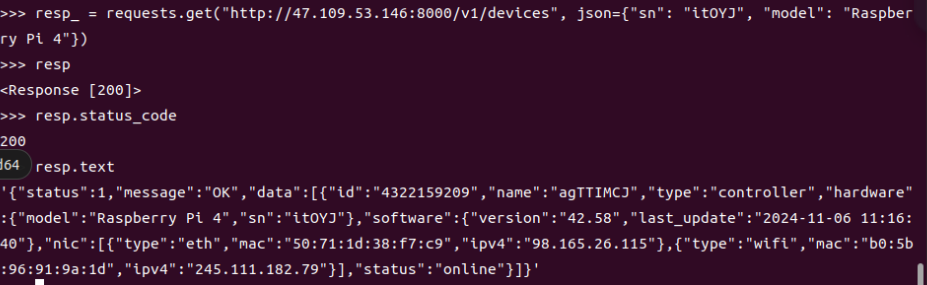 >>> resp_ = requests.get("http://47.109.53.146:8000/v1/devices", json={"sn": "itOYJ", "model": "Raspber
ry Pi 4"})
>>> resp
<Response [200]>
>>> resp.status_code
200
d64 resp.text
'{"status":1,"message":"OK","data":[{"id":"4322159209","name":"agTTIMCJ","type":"controller","hardware"
:{"model":"Raspberry Pi 4","sn":"itOYJ"},"software":{"version":"42.58","last_update":"2024-11-06 11:16:
40"},"nic":[{"type":"eth","mac":"50:71:1d:38:f7:c9","ipv4":"98.165.26.115"},{"type":"wifi","mac":"b0:5b
:96:91:9a:1d","ipv4":"245.111.182.79"}],"status":"online"}]}'